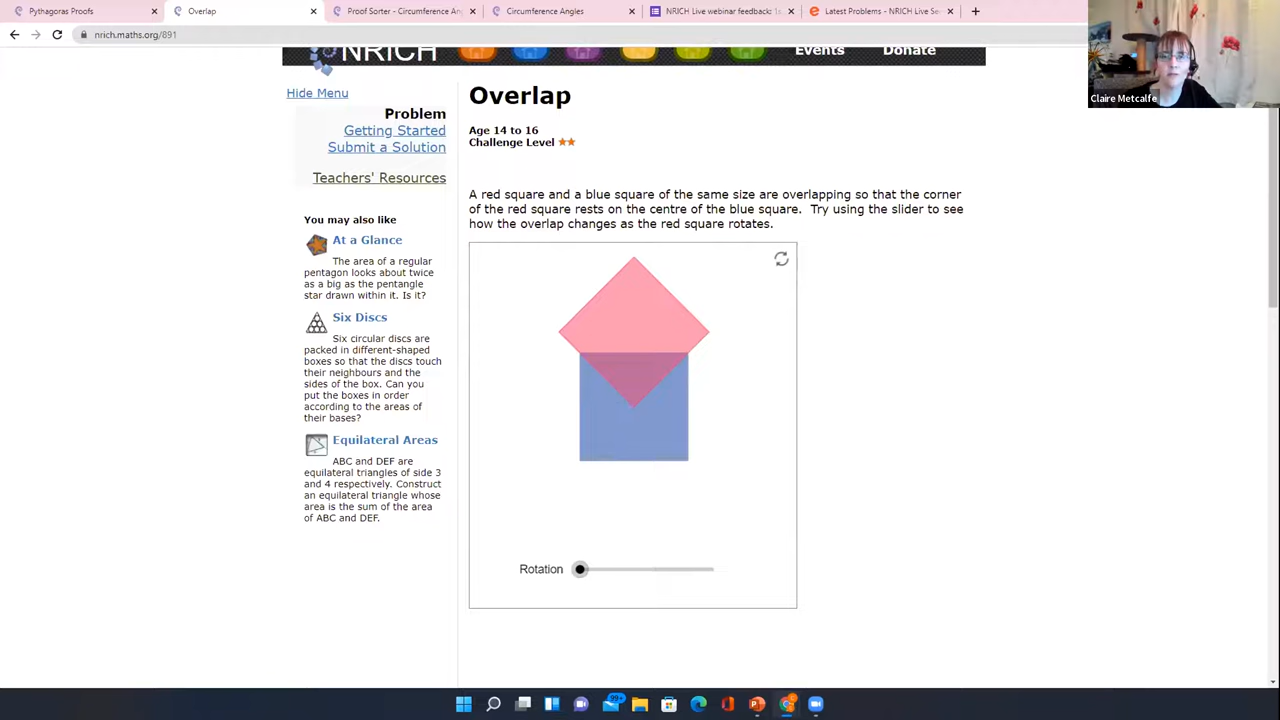 Pythagoras Proofs
Overlap
Proof Sorter - Circumference An
Circumference Angles
NRICH Live webinar feedback: 1s
Latest Problems - NRICH Live Se
nrich.maths.org/891
NRICH
Events
Donate
Claire Metcalfe
Hide Menu
Problem
Getting Started
Submit a Solution
Teachers' Resources
You may also like
At a Glance
The area of a regular
pentagon looks about twice
as a big as the pentangle
star drawn within it. Is it?
Six Discs
Six circular discs are
packed in different-shaped
boxes so that the discs touch
their neighbours and the
sides of the box. Can you
put the boxes in order
according to the areas of
their bases?
Equilateral Areas
ABC and DEF are
equilateral triangles of side 3
and 4 respectively. Construct
an equilateral triangle whose
area is the sum of the area
of ABC and DEF.
Overlap
Age 14 to 16
Challenge Level
A red square and a blue square of the same size are overlapping so that the corner
of the red square rests on the centre of the blue square. Try using the slider to see
how the overlap changes as the red square rotates.
Rotation
99+